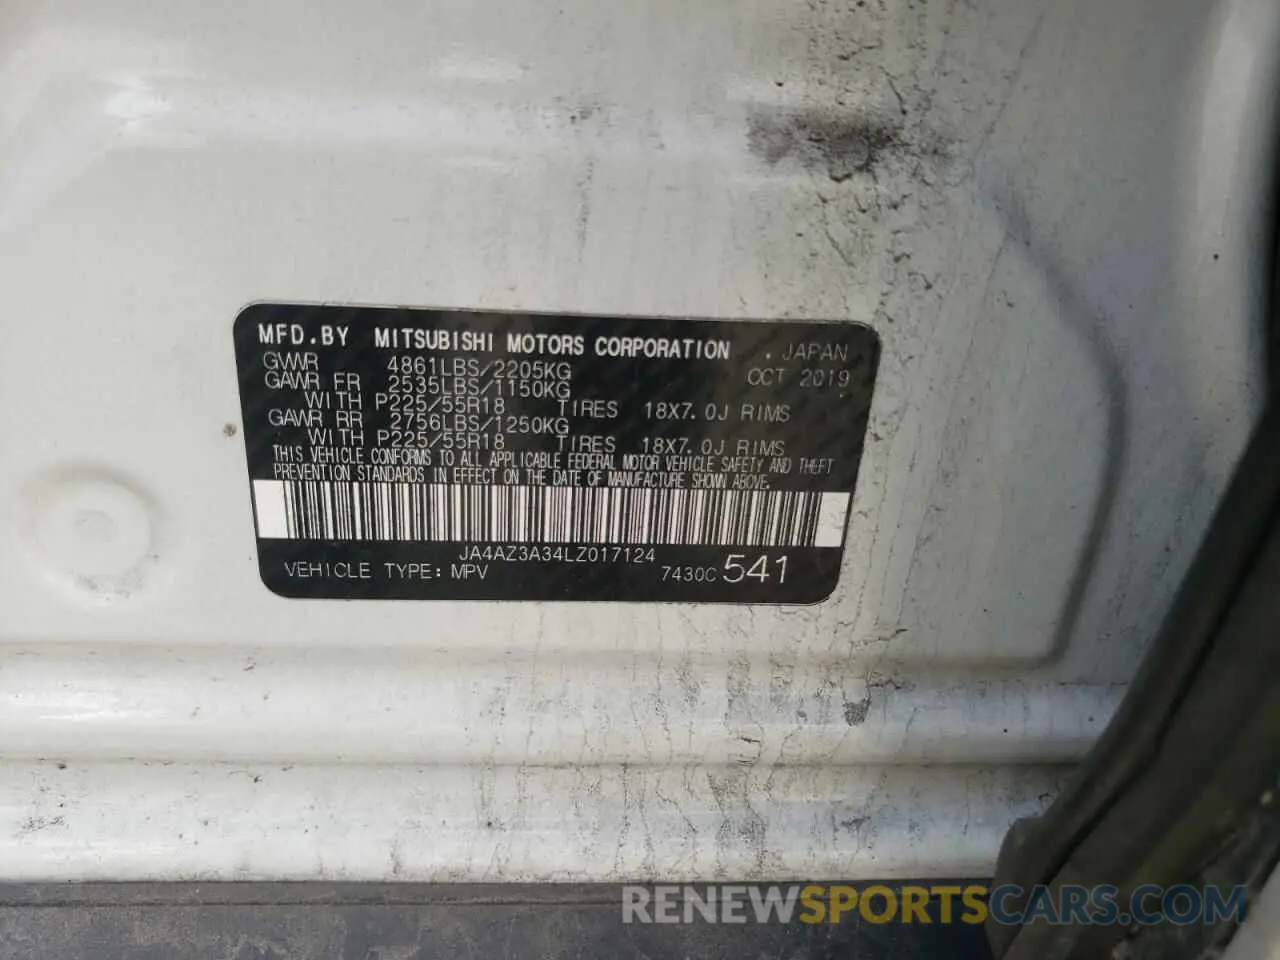 MFD.BY MITSUBISHI MOTORS CORPORATION . JAPAN
GVWR 4861LBS/2205KG OCT 2019
GAWR FR 2535LBS/1150KG
WITH P225/55R18 TIRES 18X7.0J RIMS
GAWR RR 2756LBS/1250KG
WITH P225/55R18 TIRES 18X7.0J RIMS
THIS VEHICLE CONFORMS TO ALL APPLICABLE FEDERAL MOTOR VEHICLE SAFETY AND THEFT
PREVENTION STANDARDS IN EFFECT ON THE DATE OF MANUFACTURE SHOWN ABOVE.
JA4AZ3A34LZ017124
VEHICLE TYPE: MPV 7430C 541
RENEWSPORTSCARS.COM